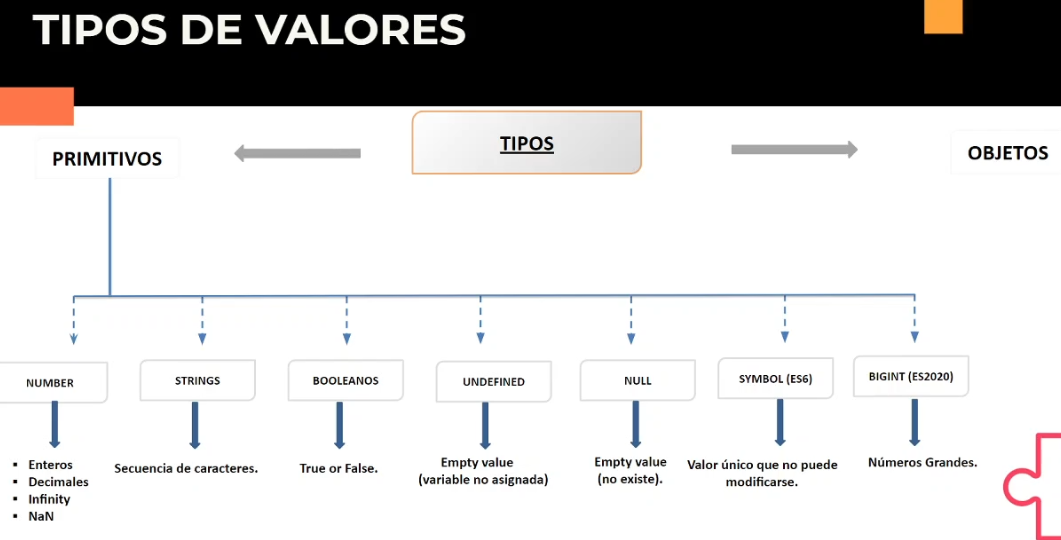 TIPOS DE VALORES
TIPOS
PRIMITIVOS
OBJETOS
NUMBER
STRINGS
BOOLEANOS
UNDEFINED
NULL
SYMBOL (ES6)
BIGINT (ES2020)
▪ Enteros
▪ Decimales
▪ Infinity
▪ NaN
Secuencia de caracteres.
True or False.
Empty value
(variable no asignada)
Empty value
(no existe).
Valor único que no puede
modificarse.
Números Grandes.